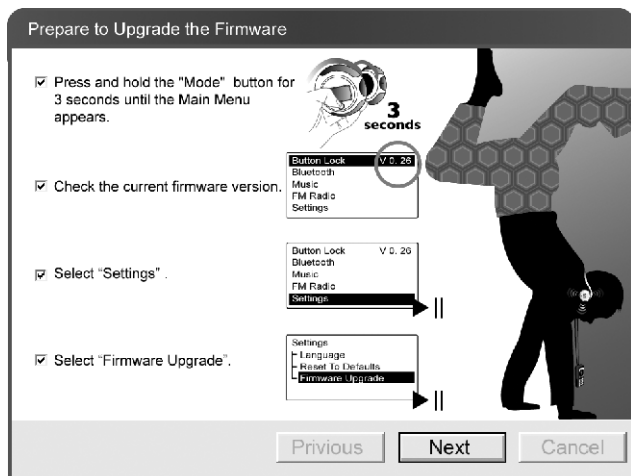 Prepare to Upgrade the Firmware
Press and hold the "Mode" button for
3 seconds until the Main Menu
appears.
3
seconds
Check the current firmware version.
Button Lock V 0. 26
Bluetooth
Music
FM Radio
Settings
Select "Settings" .
Button Lock V 0. 26
Bluetooth
Music
FM Radio
Settings
Select "Firmware Upgrade".
Settings
Language
Reset To Defaults
Firmware Upgrade
Privious
Next
Cancel